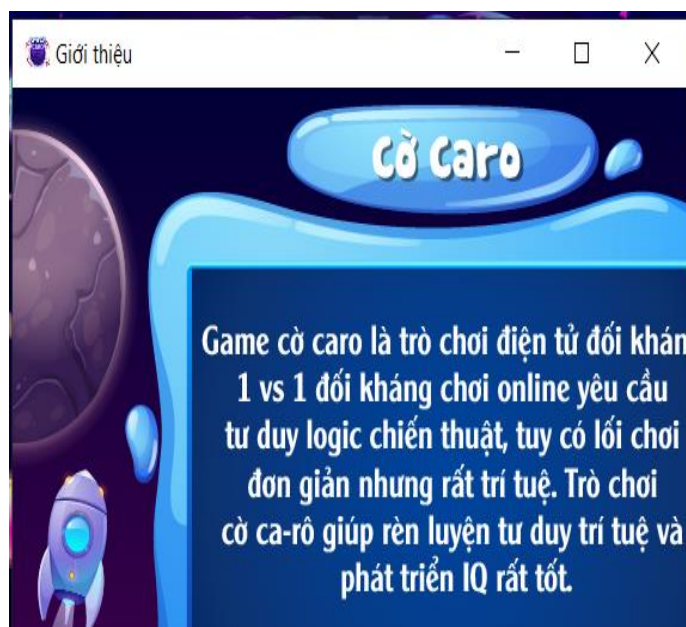 Giới thiệu
Cờ Caro
Game cờ caro là trò chơi điện tử đối khán
1 vs 1 đối kháng chơi online yêu cầu
tư duy logic chiến thuật, tuy có lối chơi
đơn giản nhưng rất trí tuệ. Trò chơi
cờ ca-rô giúp rèn luyện tư duy trí tuệ và
phát triển IQ rất tốt.